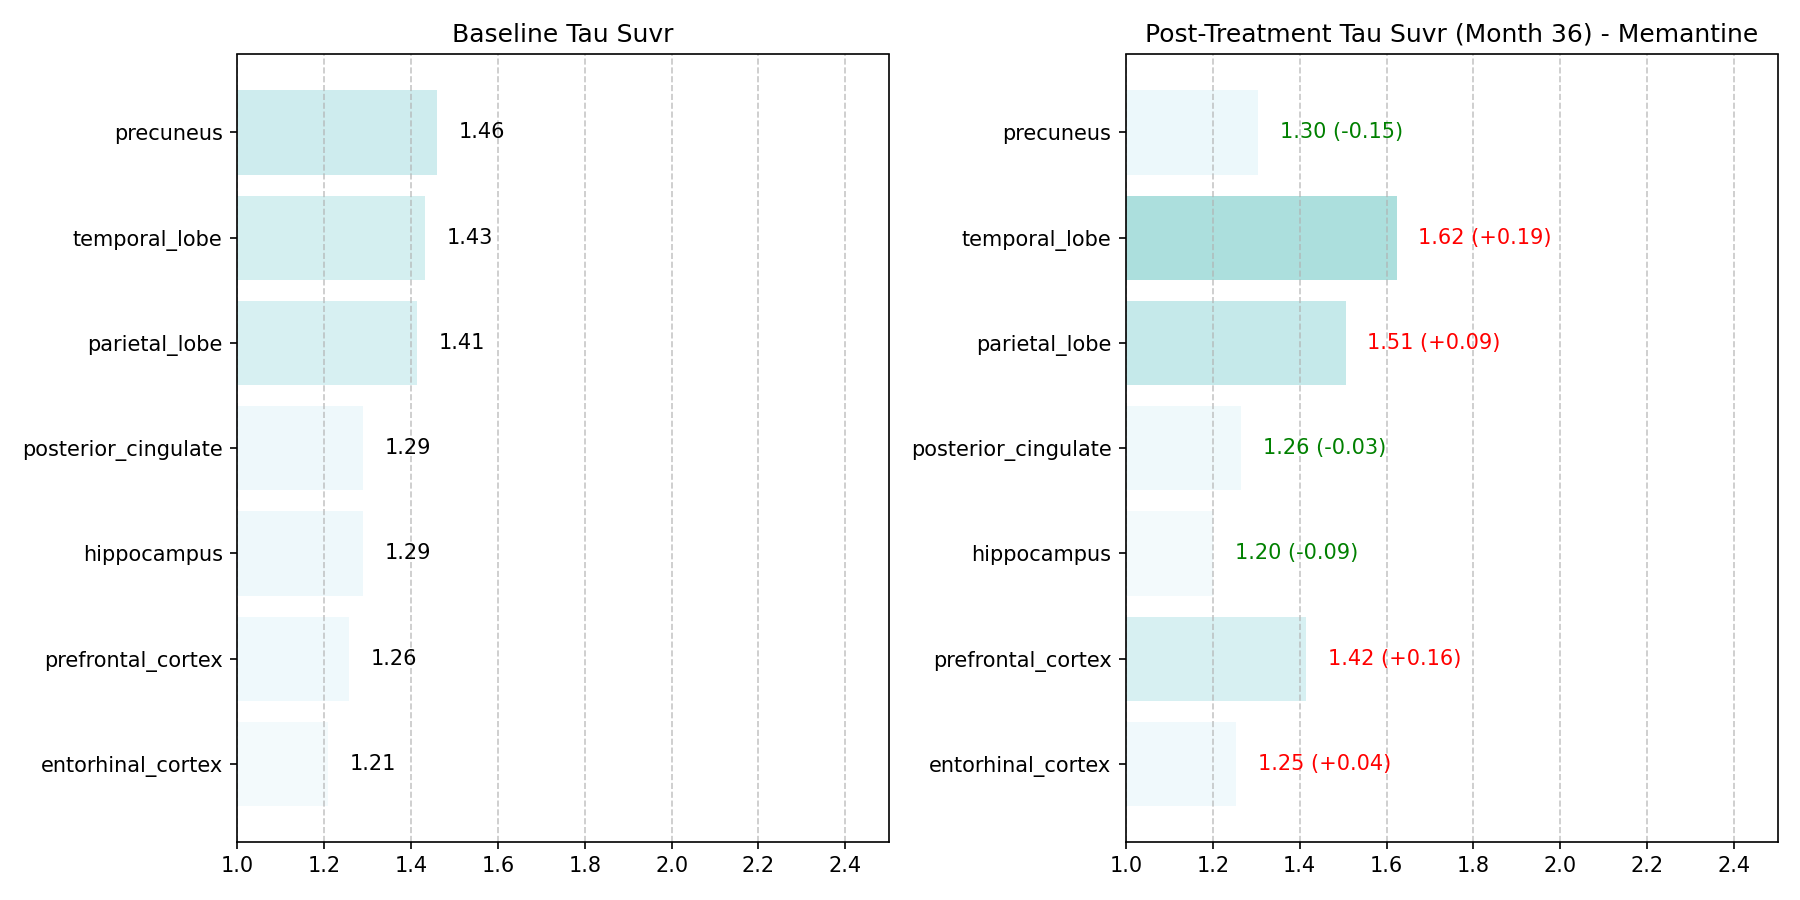 Baseline Tau Suvr
precuneus
1.46
temporal_lobe
1.43
parietal_lobe
1.41
posterior_cingulate
1.29
hippocampus
1.29
prefrontal_cortex
1.26
entorhinal_cortex
1.21
1.0 1.2 1.4 1.6 1.8 2.0 2.2 2.4
Post-Treatment Tau Suvr (Month 36) - Memantine
precuneus
1.30 (-0.15)
temporal_lobe
1.62 (+0.19)
parietal_lobe
1.51 (+0.09)
posterior_cingulate
1.26 (-0.03)
hippocampus
1.20 (-0.09)
prefrontal_cortex
1.42 (+0.16)
entorhinal_cortex
1.25 (+0.04)
1.0 1.2 1.4 1.6 1.8 2.0 2.2 2.4